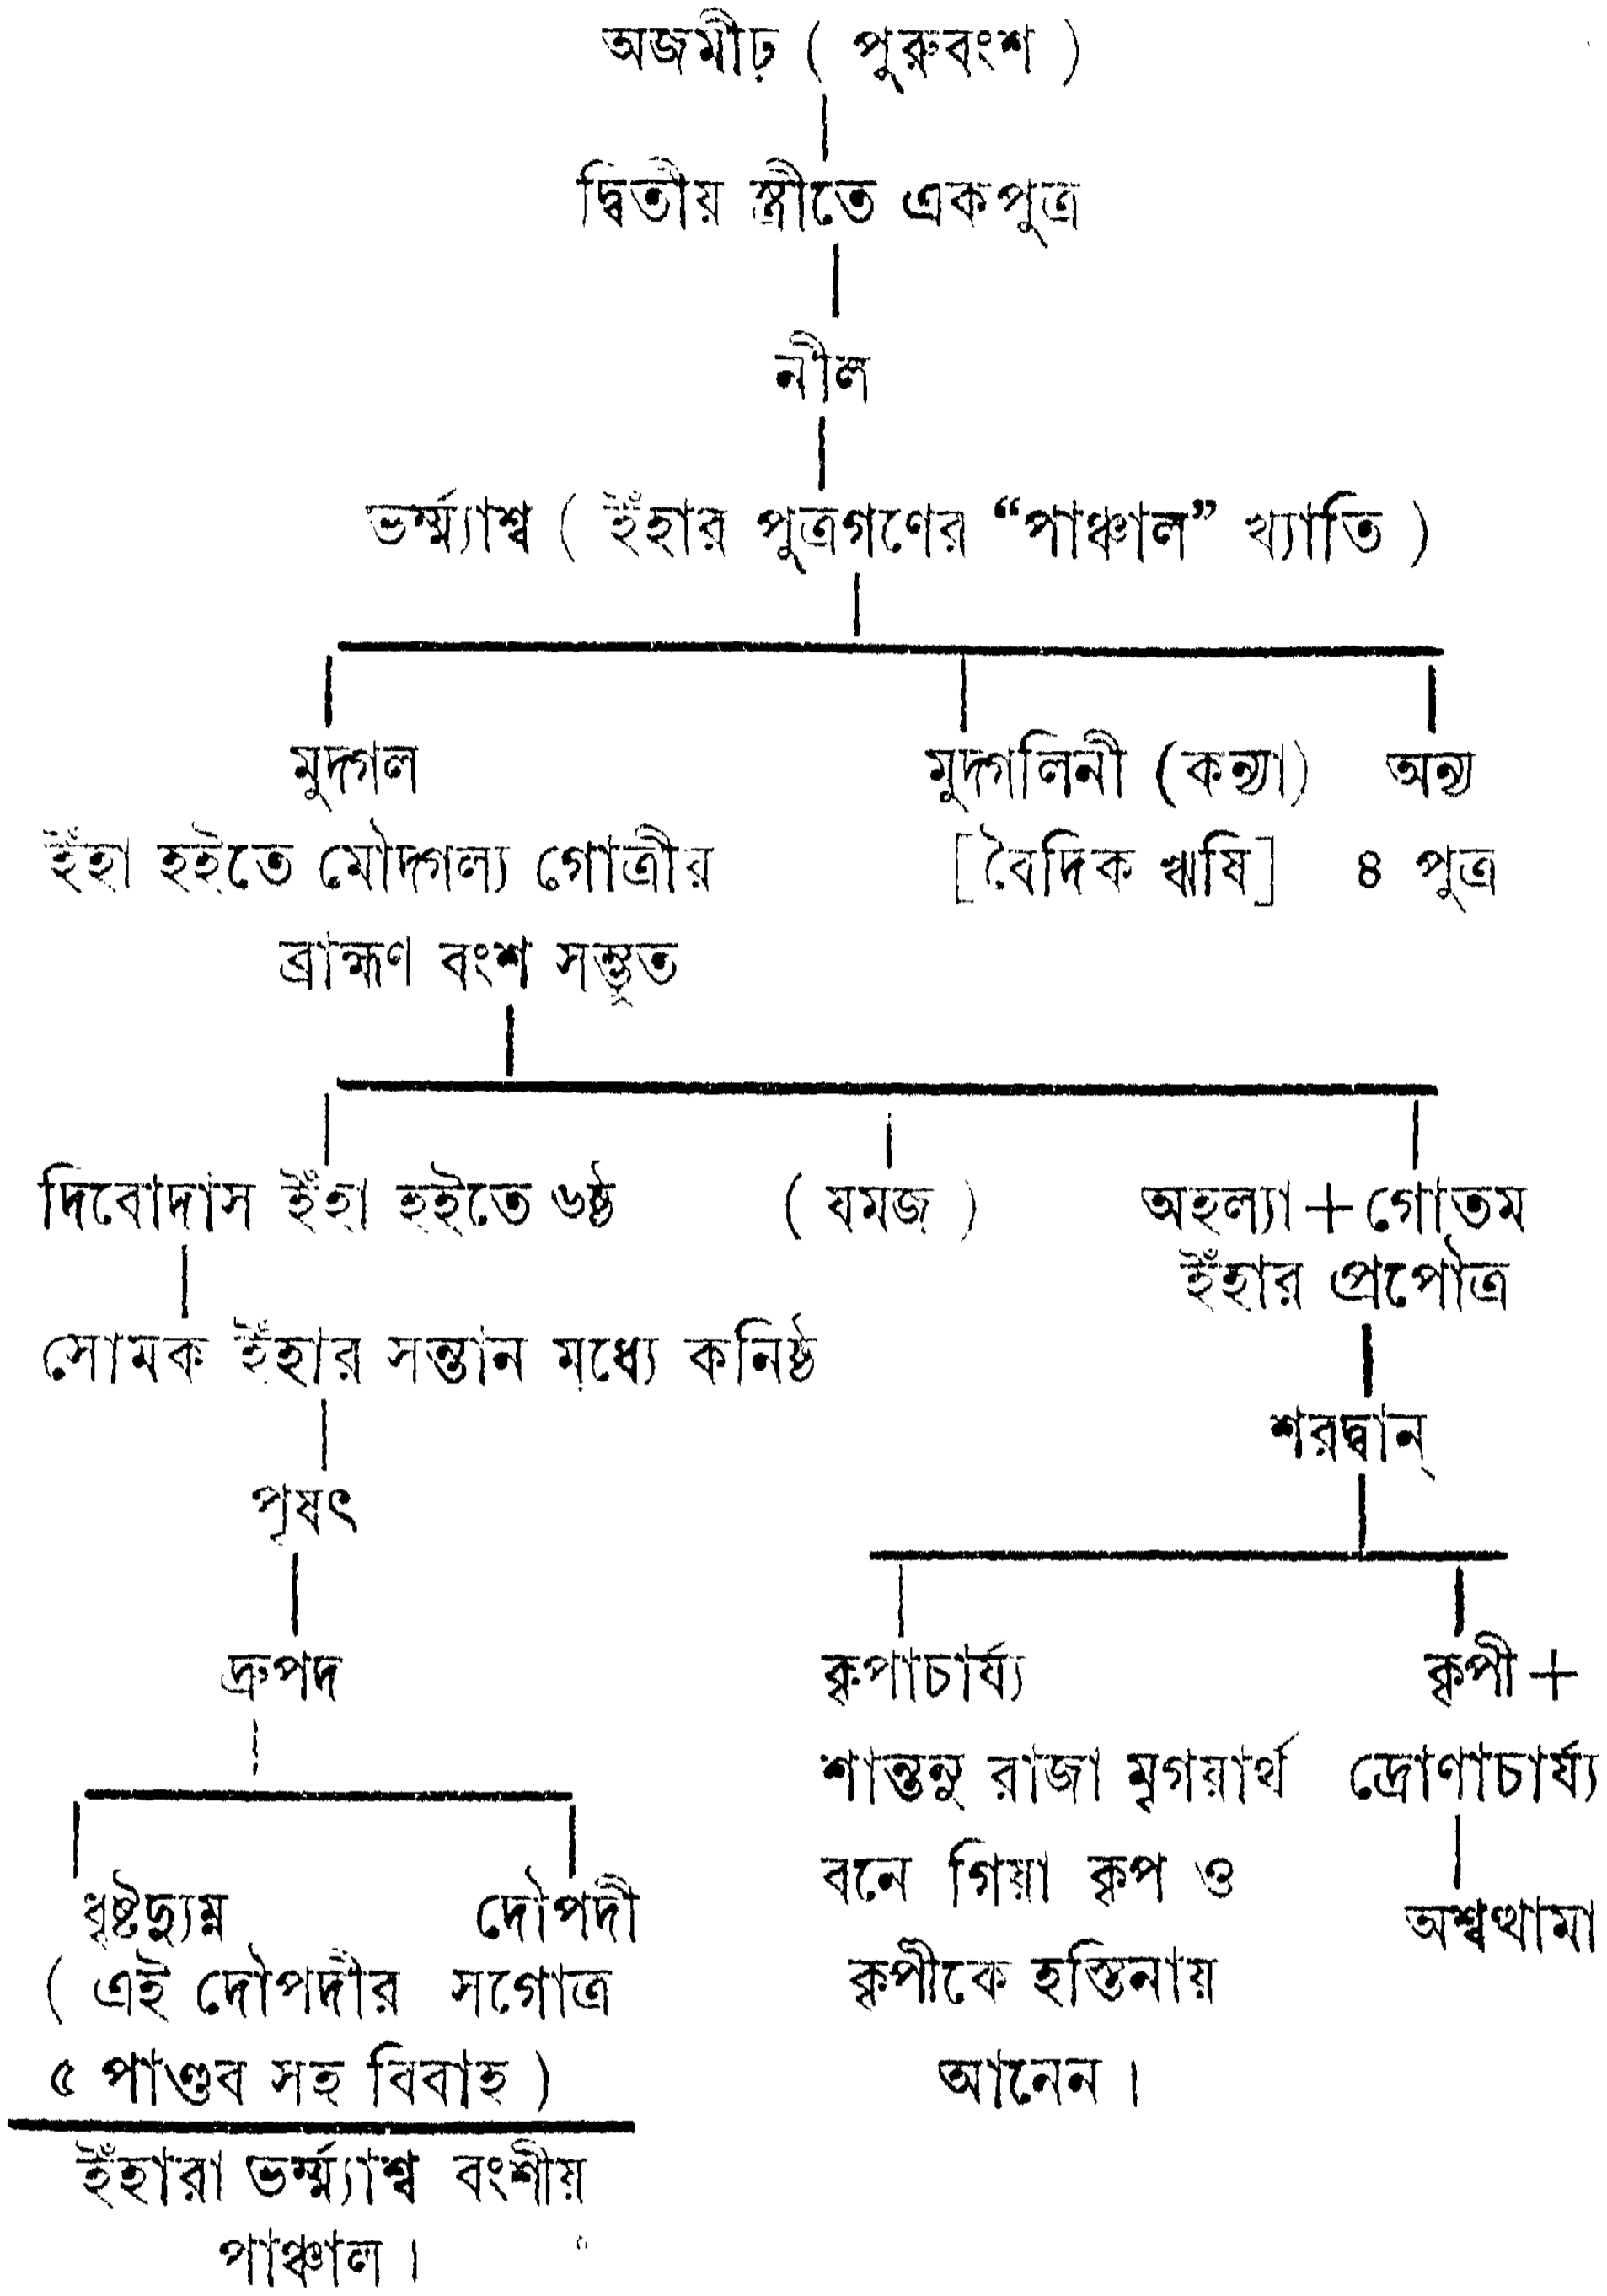 অজমীঢ় ( পুরুবংশ )
দ্বিতীয় স্ত্রীতে একপুত্র
নীল
ভর্ম্ম্যাশ্ব ( ইঁহার পুত্রগণের “পাঞ্চাল” খ্যাতি )
মুদ্গল মুদ্গলিনী (কন্যা) অন্য
ইঁহা হইতে মৌদ্গল্য গোত্রীর [বৈদিক ঋষি] ৪ পুত্র
ব্রাহ্মণ বংশ সম্ভূত
দিবোদাস ইঁহা হইতে ৬ষ্ঠ ( যমজ ) অহল্যা + গোতম
ইঁহার প্রপৌত্র
সোমক ইঁহার সন্তান মধ্যে কনিষ্ঠ
শরদ্বান্
পৃষৎ
দ্রুপদ কৃপাচার্য্য কৃপী +
শান্তনু রাজা মৃগয়ার্থ দ্রোণাচার্য্য
বনে গিয়া কৃপ ও
ধৃষ্টদ্যুম্ন দৌপদী অশ্বত্থামা
( এই দৌপদীর সগোত্র কৃপীকে হস্তিনায়
৫ পাণ্ডব সহ বিবাহ ) আনেন ।
ইঁহারা ভর্ম্ম্যাশ্ব বংশীয়
পাঞ্চাল ।